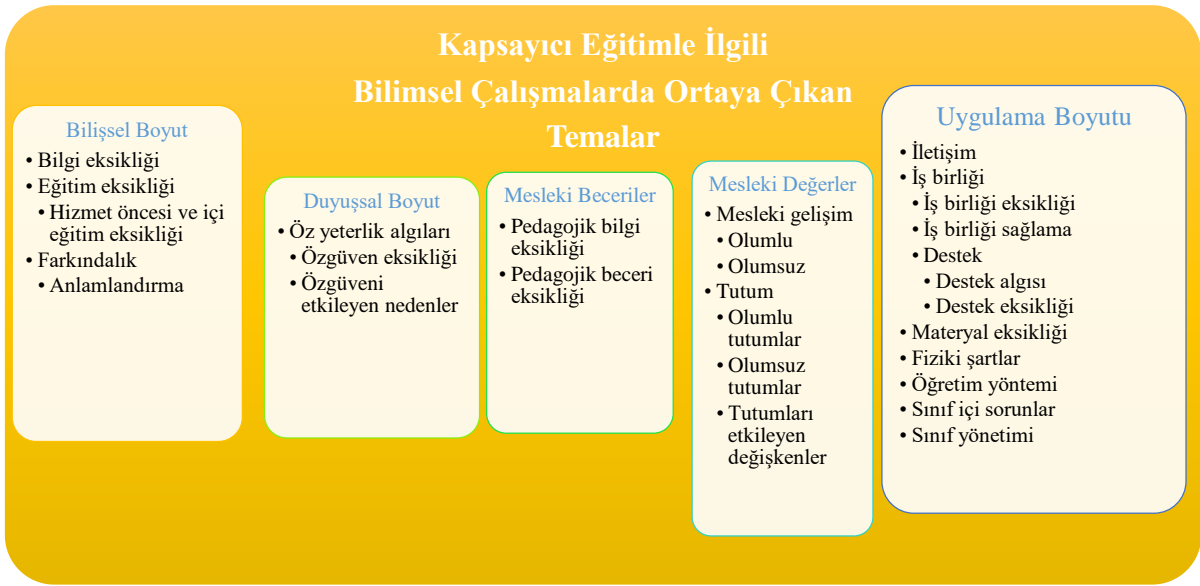 Kapsayıcı Eğitimle İlgili
Bilimsel Çalışmalarda Ortaya Çıkan
Temalar
Bilişsel Boyut
• Bilgi eksikliği
• Eğitim eksikliği
• Hizmet öncesi ve içi
eğitim eksikliği
• Farkındalık
• Anlamlandırma
Duyuşsal Boyut
• Öz yeterlik algıları
• Özgüven eksikliği
• Özgüveni
etkileyen nedenler
Mesleki Beceriler
• Pedagojik bilgi
eksikliği
• Pedagojik beceri
eksikliği
Mesleki Değerler
• Mesleki gelişim
• Olumlu
• Olumsuz
• Tutum
• Olumlu
tutumlar
• Olumsuz
tutumlar
• Tutumları
etkileyen
değişkenler
Uygulama Boyutu
• İletişim
• İş birliği
• İş birliği eksikliği
• İş birliği sağlama
• Destek
• Destek algısı
• Destek eksikliği
• Materyal eksikliği
• Fiziki şartlar
• Öğretim yöntemi
• Sınıf içi sorunlar
• Sınıf yönetimi